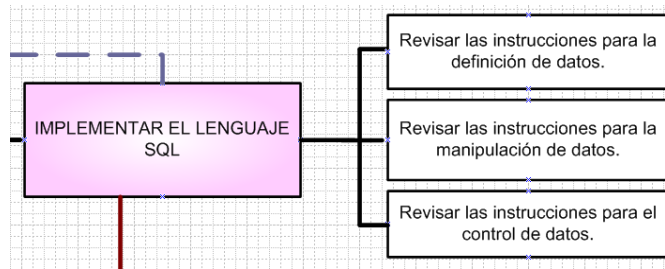 IMPLEMENTAR EL LENGUAJE
SQL
Revisar las instrucciones para la
definición de datos.
Revisar las instrucciones para la
manipulación de datos.
Revisar las instrucciones para el
control de datos.